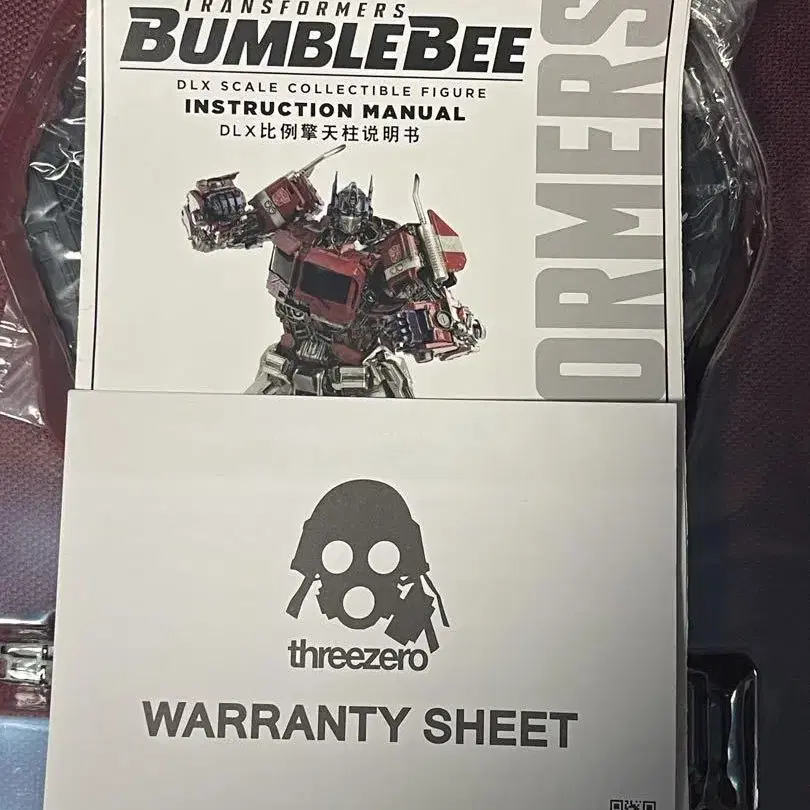 TRANSFORMERS
BUMBLEBEE
DLX SCALE COLLECTIBLE FIGURE
INSTRUCTION MANUAL
DLX比例擎天柱说明书
ORMERS
threezero
WARRANTY SHEET